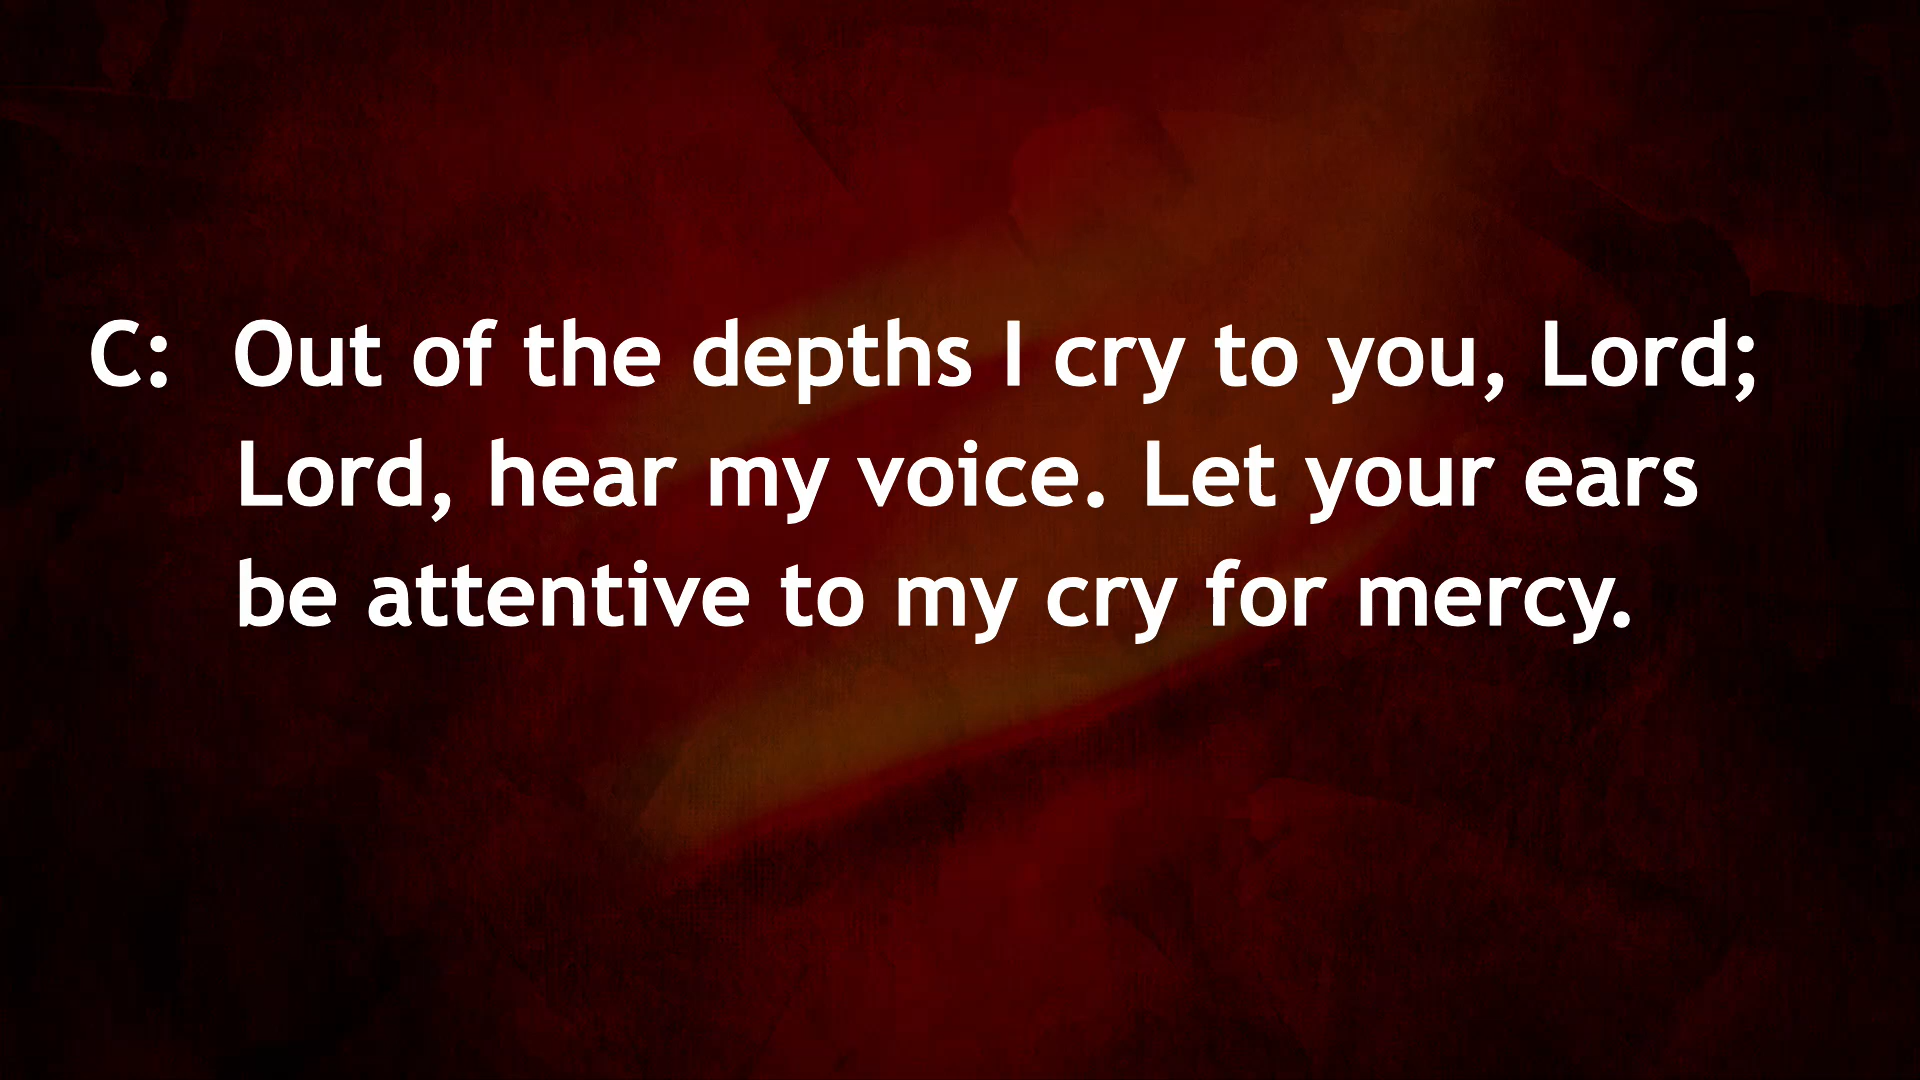 C: Out of the depths I cry to you, Lord;
Lord, hear my voice. Let your ears
be attentive to my cry for mercy.